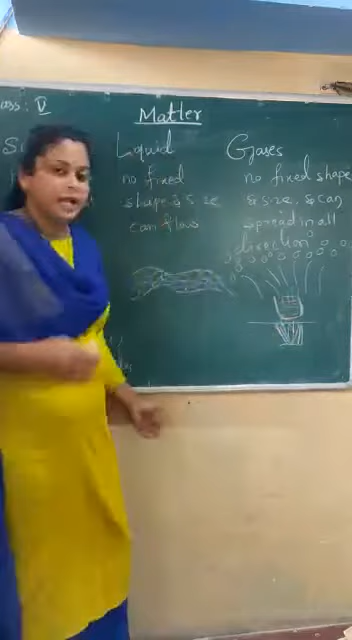 ass: V
Matter
Liquid
no fixed
shape & size
can flow
Gases
no fixed shape
& size, & can
spread in all
direction